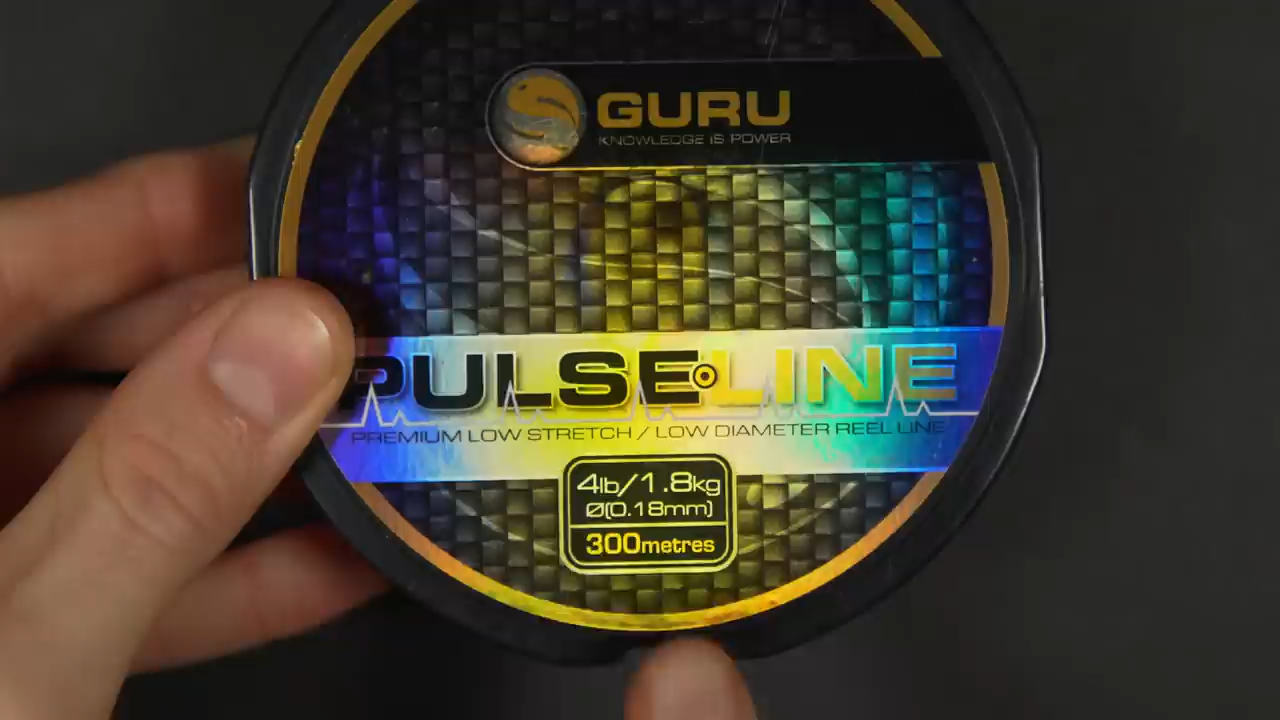 GURU
KNOWLEDGE IS POWER
PULSE LINE
PREMIUM LOW STRETCH / LOW DIAMETER REEL LINE
4lb/1.8kg
Ø(0.18mm)
300metres